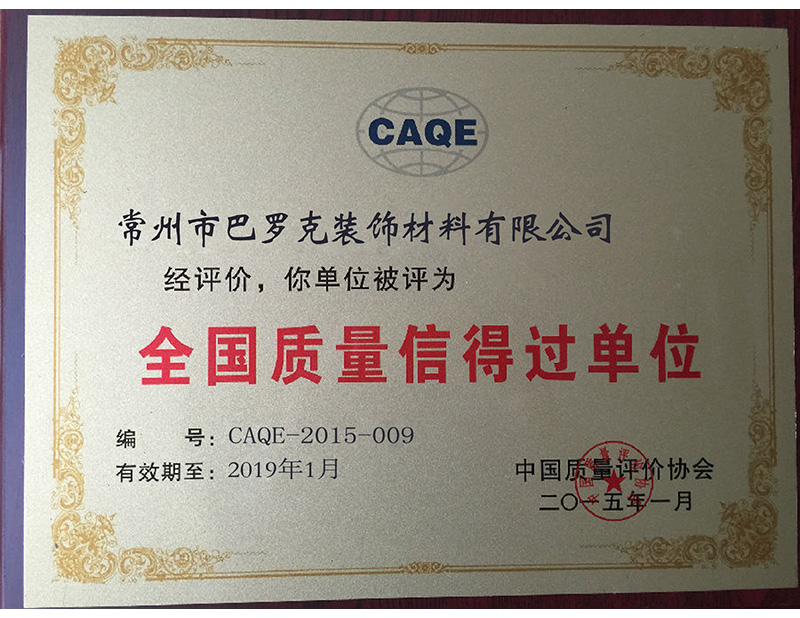 CAQE
常州市巴罗克装饰材料有限公司
经评价，你单位被评为
全国质量信得过单位
编 号：CAQE-2015-009
有效期至：2019年1月
中国质量评价协会
二〇一五年一月